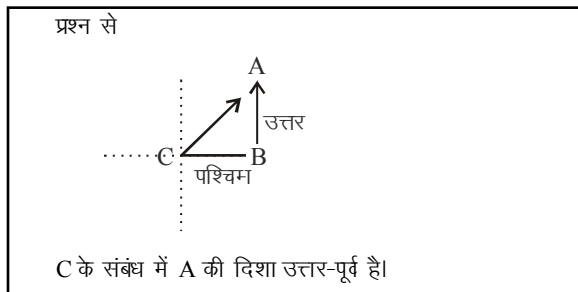 प्रश्न से
A
उत्तर
C
B
पश्चिम
C के संबंध में A की दिशा उत्तर-पूर्व है।